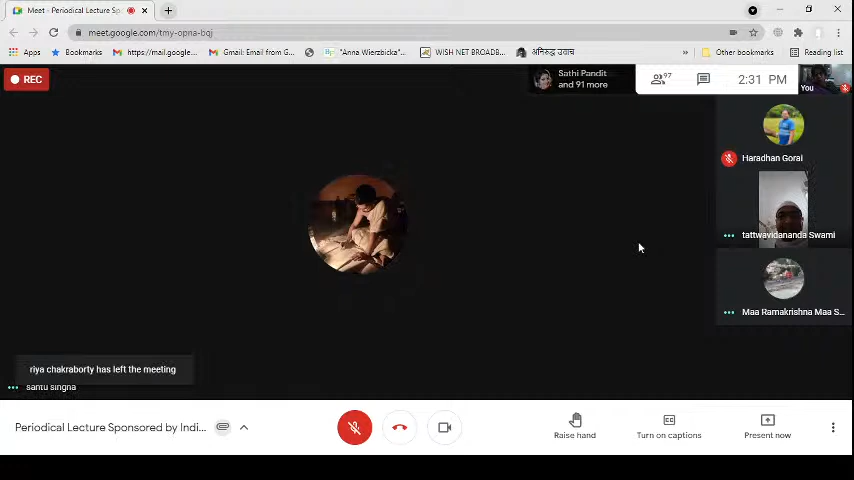 Meet - Periodical Lecture Sp
meet.google.com/tmy-opna-bqj
Apps
Bookmarks
https://mail.google...
Gmail: Email from G...
"Anna Wierzbicka"...
WISH NET BROADB...
अनिरुद्ध उवाच
»
Other bookmarks
Reading list
REC
Sathi Pandit
and 91 more
97
2:31 PM
You
Haradhan Gorai
tattwavidananda Swami
Maa Ramakrishna Maa S...
riya chakraborty has left the meeting
santu singha
Periodical Lecture Sponsored by Indi...
Raise hand
Turn on captions
Present now